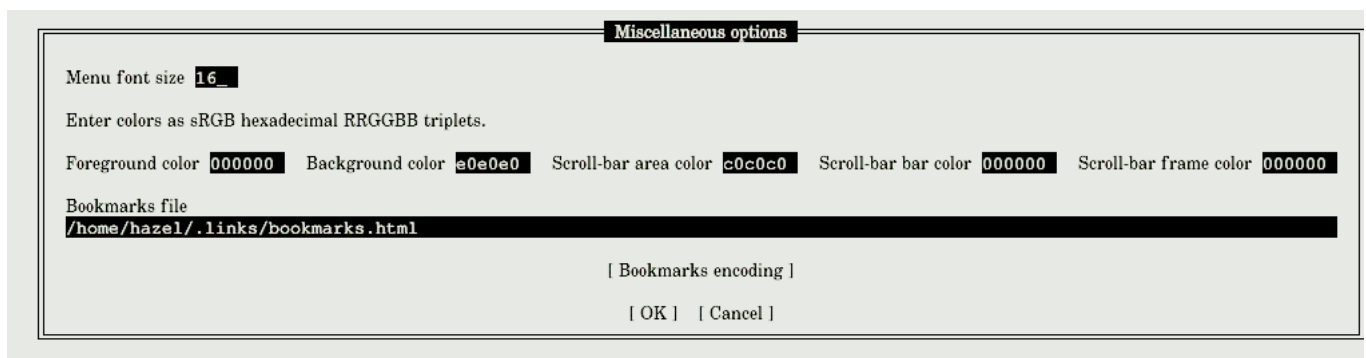 Miscellaneous options
Menu font size 16_
Enter colors as sRGB hexadecimal RRGGBB triplets.
Foreground color 000000 Background color e0e0e0 Scroll-bar area color c0c0c0 Scroll-bar bar color 000000 Scroll-bar frame color 000000
Bookmarks file
/home/hazel/.links/bookmarks.html
[ Bookmarks encoding ]
[ OK ] [ Cancel ]